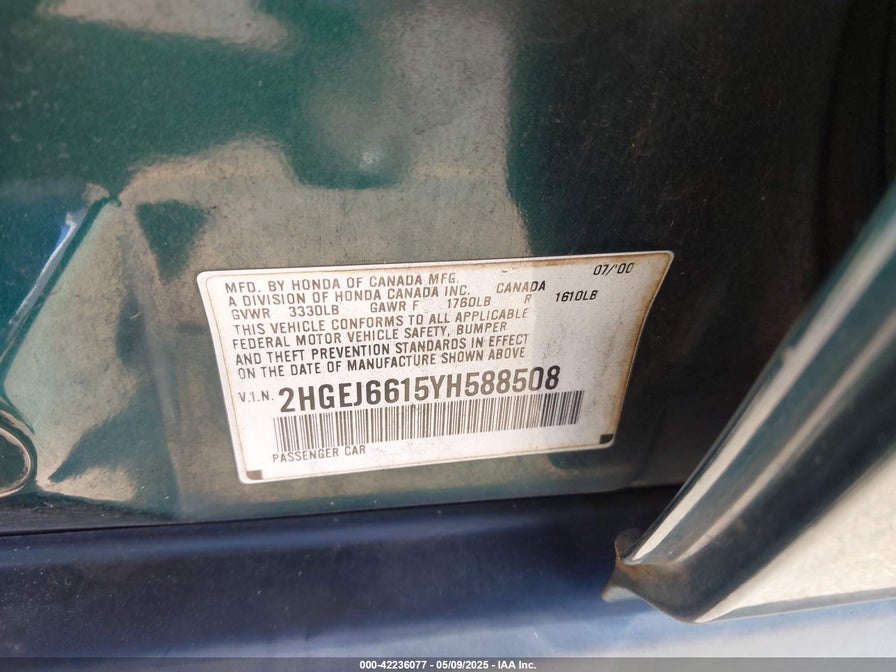 07/'00
MFD. BY HONDA OF CANADA MFG.
A DIVISION OF HONDA CANADA INC. CANADA
GVWR 3330LB GAWR F 1760LB R 1610LB
THIS VEHICLE CONFORMS TO ALL APPLICABLE
FEDERAL MOTOR VEHICLE SAFETY, BUMPER
AND THEFT PREVENTION STANDARDS IN EFFECT
ON THE DATE OF MANUFACTURE SHOWN ABOVE
V.I.N. 2HGEJ6615YH588508
PASSENGER CAR
000-42236077 - 05/09/2025 - IAA Inc.